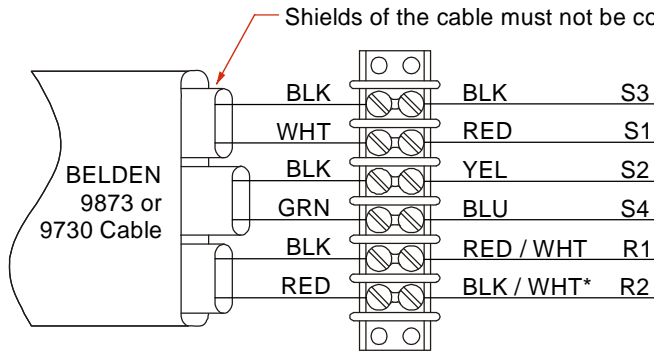 Shields of the cable must not be co
BLK BLK S3
WHT RED S1
BLK YEL S2
GRN BLU S4
BLK RED / WHT R1
RED BLK / WHT* R2
BELDEN
9873 or
9730 Cable